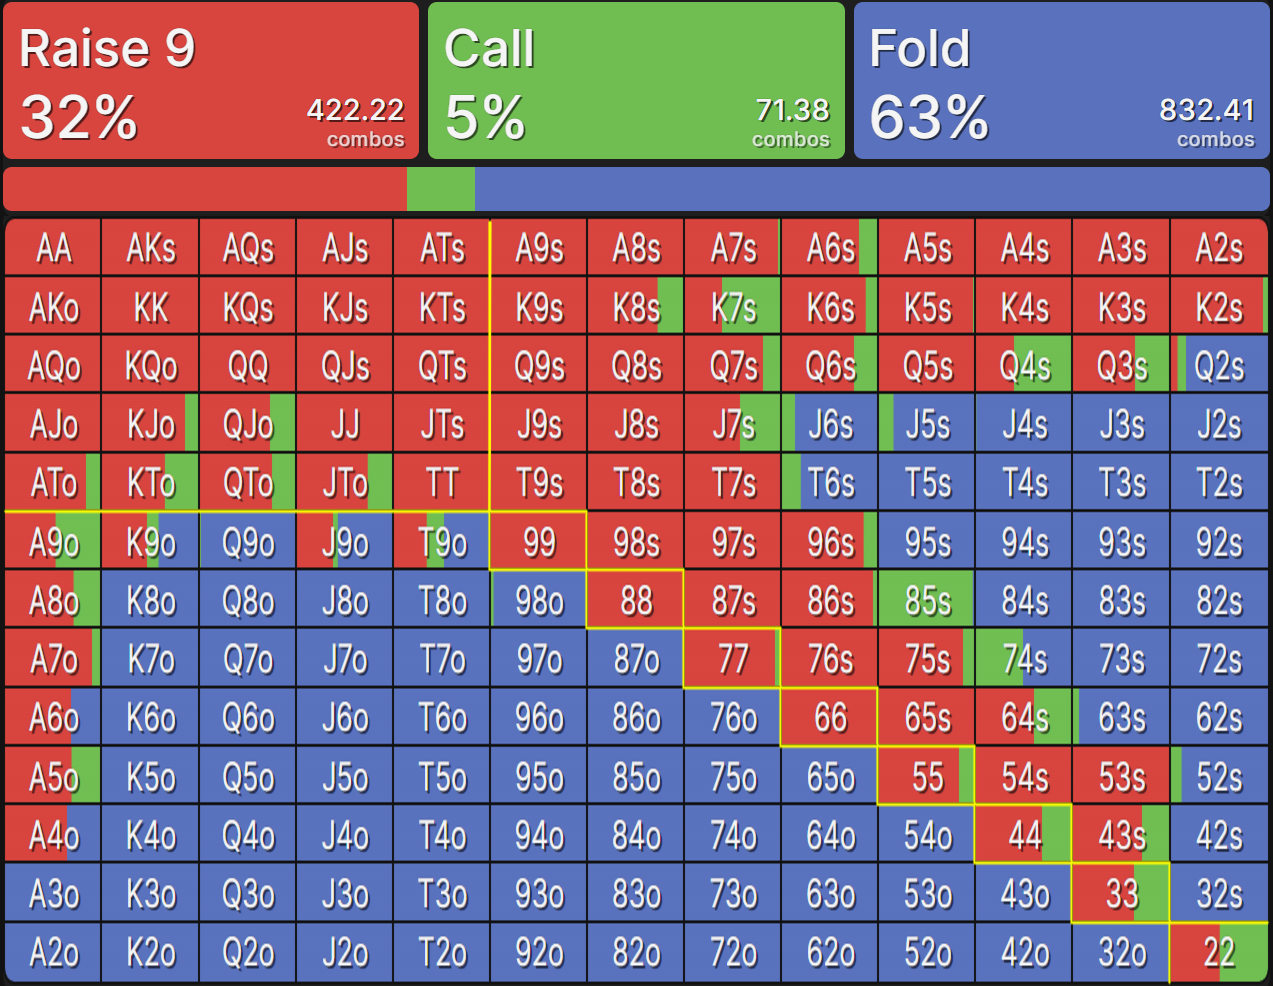 Raise 9 Call Fold
32% 422.22 combos 5% 71.38 combos 63% 832.41 combos
AA AKs AQs AJs ATs A9s A8s A7s A6s A5s A4s A3s A2s
AKo KK KQs KJs KTs K9s K8s K7s K6s K5s K4s K3s K2s
AQo KQo QQ QJs QTs Q9s Q8s Q7s Q6s Q5s Q4s Q3s Q2s
AJo KJo QJo JJ JTs J9s J8s J7s J6s J5s J4s J3s J2s
ATo KTo QTo JTo TT T9s T8s T7s T6s T5s T4s T3s T2s
A9o K9o Q9o J9o T9o 99 98s 97s 96s 95s 94s 93s 92s
A8o K8o Q8o J8o T8o 98o 88 87s 86s 85s 84s 83s 82s
A7o K7o Q7o J7o T7o 97o 87o 77 76s 75s 74s 73s 72s
A6o K6o Q6o J6o T6o 96o 86o 76o 66 65s 64s 63s 62s
A5o K5o Q5o J5o T5o 95o 85o 75o 65o 55 54s 53s 52s
A4o K4o Q4o J4o T4o 94o 84o 74o 64o 54o 44 43s 42s
A3o K3o Q3o J3o T3o 93o 83o 73o 63o 53o 43o 33 32s
A2o K2o Q2o J2o T2o 92o 82o 72o 62o 52o 42o 32o 22